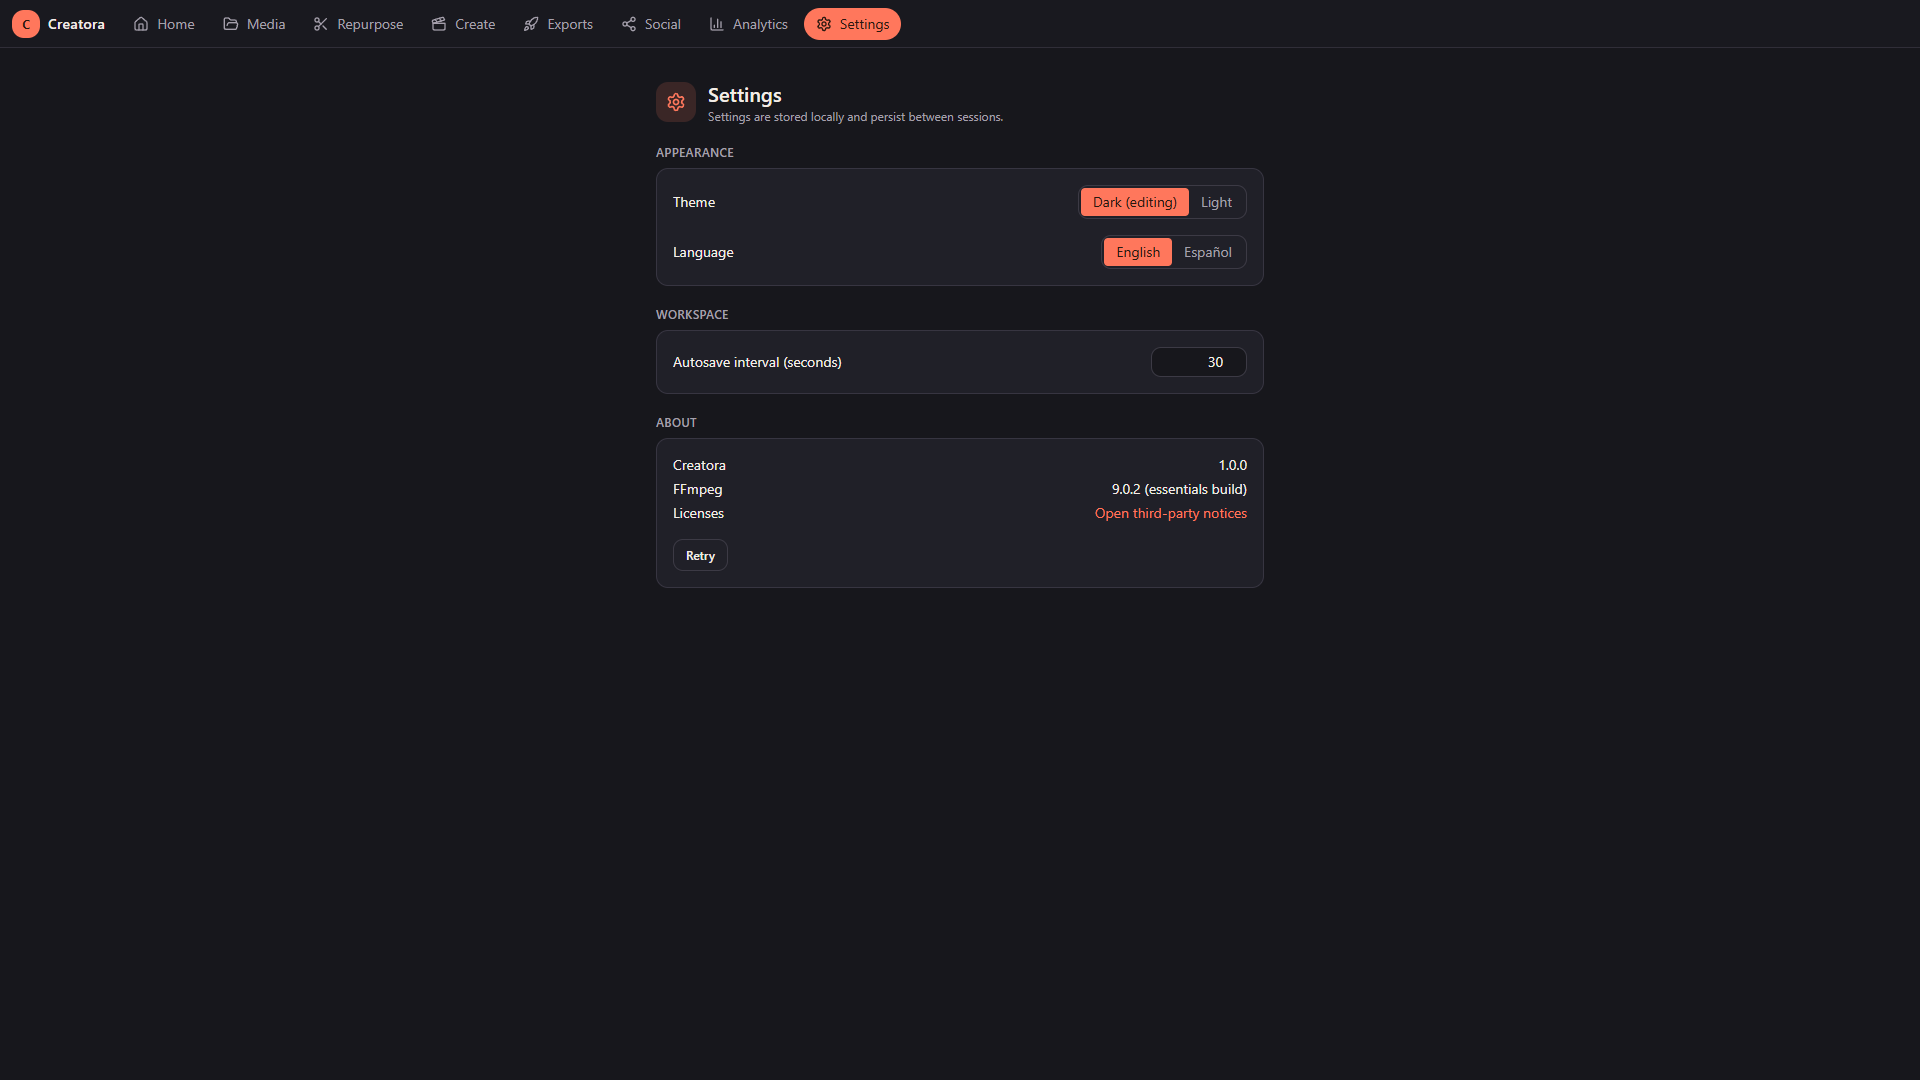 C Creatora Home Media Repurpose Create Exports Social Analytics Settings
Settings
Settings are stored locally and persist between sessions.
APPEARANCE
Theme Dark (editing) Light
Language English Español
WORKSPACE
Autosave interval (seconds) 30
ABOUT
Creatora 1.0.0
FFmpeg 9.0.2 (essentials build)
Licenses Open third-party notices
Retry